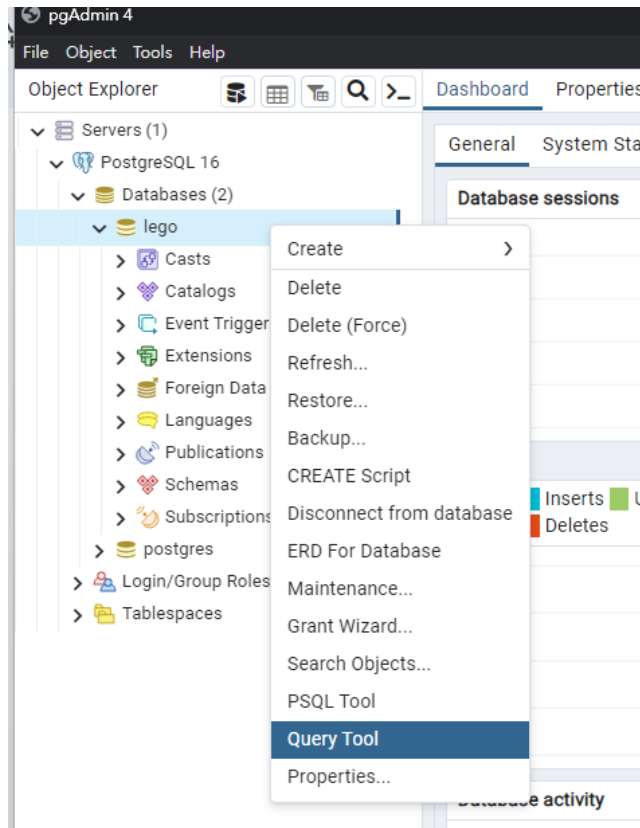 pgAdmin 4
File Object Tools Help
Object Explorer
Dashboard Properties
General System Sta
Servers (1)
PostgreSQL 16
Databases (2)
lego
Casts
Catalogs
Event Trigger
Extensions
Foreign Data
Languages
Publications
Schemas
Subscriptions
postgres
Login/Group Roles
Tablespaces
Create
Delete
Delete (Force)
Refresh...
Restore...
Backup...
CREATE Script
Disconnect from database
ERD For Database
Maintenance...
Grant Wizard...
Search Objects...
PSQL Tool
Query Tool
Properties...
Database sessions
Inserts U
Deletes
Database activity